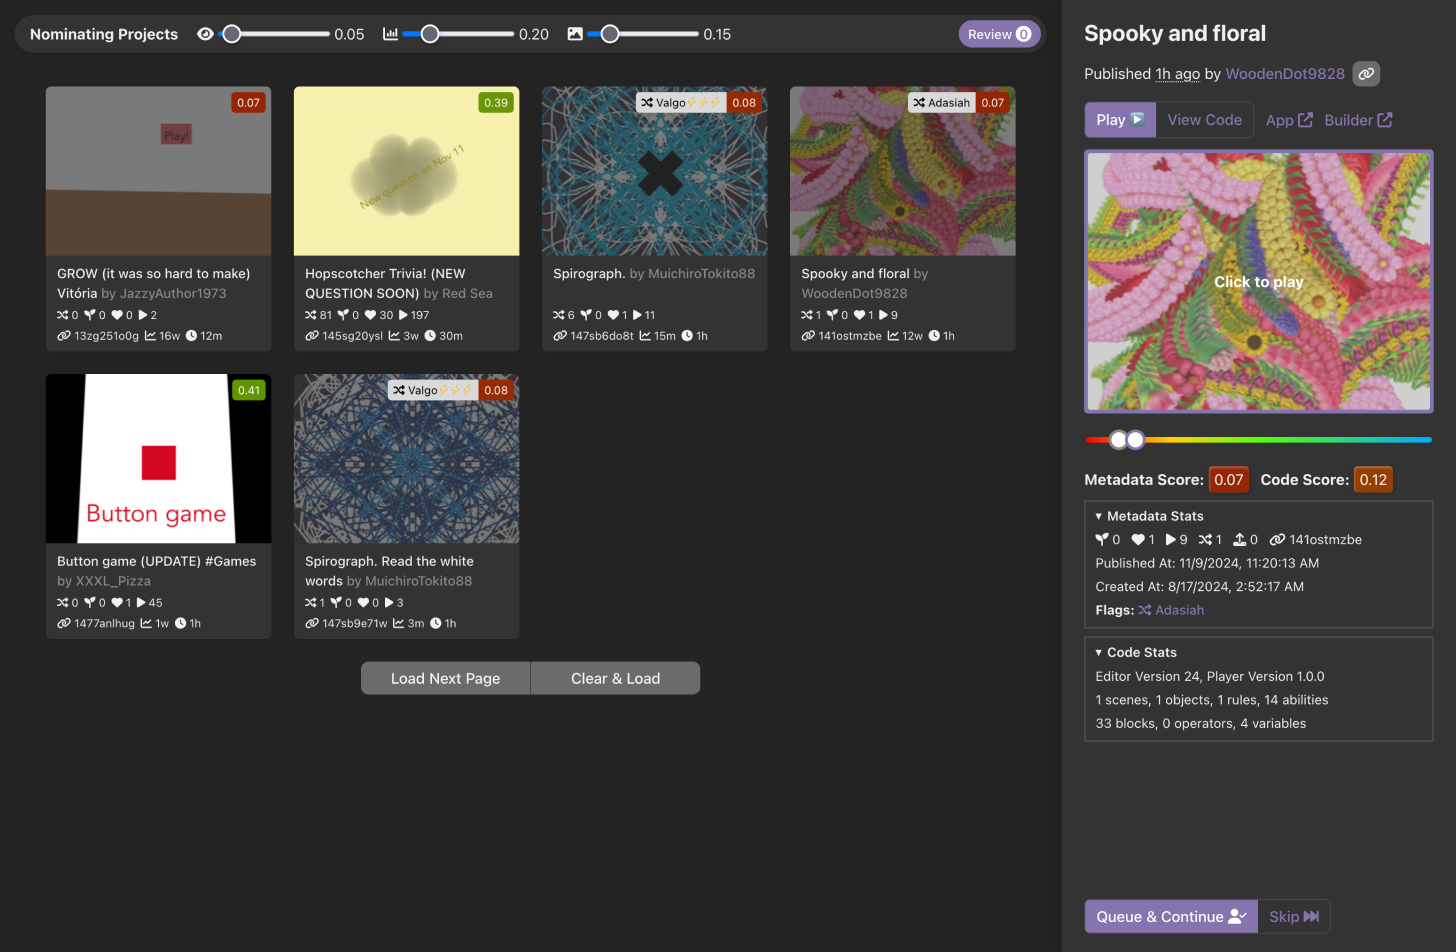 Nominating Projects
0.05
0.20
0.15
Review 0
0.07
Play!
GROW (it was so hard to make)
Vitória by JazzyAuthor1973
0 0 0 2
13zg251o0g 16w 12m
0.39
New question on Nov 11
Hopscotcher Trivia! (NEW
QUESTION SOON) by Red Sea
81 0 30 197
145sg20ysl 3w 30m
Valgo⚡⚡⚡ 0.08
Spirograph. by MuichiroTokito88
6 0 1 11
147sb6do8t 15m 1h
Adasiah 0.07
Spooky and floral by
WoodenDot9828
1 0 1 9
141ostmzbe 12w 1h
0.41
Button game
Button game (UPDATE) #Games
by XXXL_Pizza
0 0 1 45
1477anlhug 1w 1h
Valgo⚡⚡⚡ 0.08
Spirograph. Read the white
words by MuichiroTokito88
1 0 0 3
147sb9e71w 3m 1h
Load Next Page
Clear & Load
Spooky and floral
Published 1h ago by WoodenDot9828
Play
View Code
App
Builder
Click to play
Metadata Score: 0.07 Code Score: 0.12
▼ Metadata Stats
0 1 9 1 0 141ostmzbe
Published At: 11/9/2024, 11:20:13 AM
Created At: 8/17/2024, 2:52:17 AM
Flags: Adasiah
▼ Code Stats
Editor Version 24, Player Version 1.0.0
1 scenes, 1 objects, 1 rules, 14 abilities
33 blocks, 0 operators, 4 variables
Queue & Continue
Skip